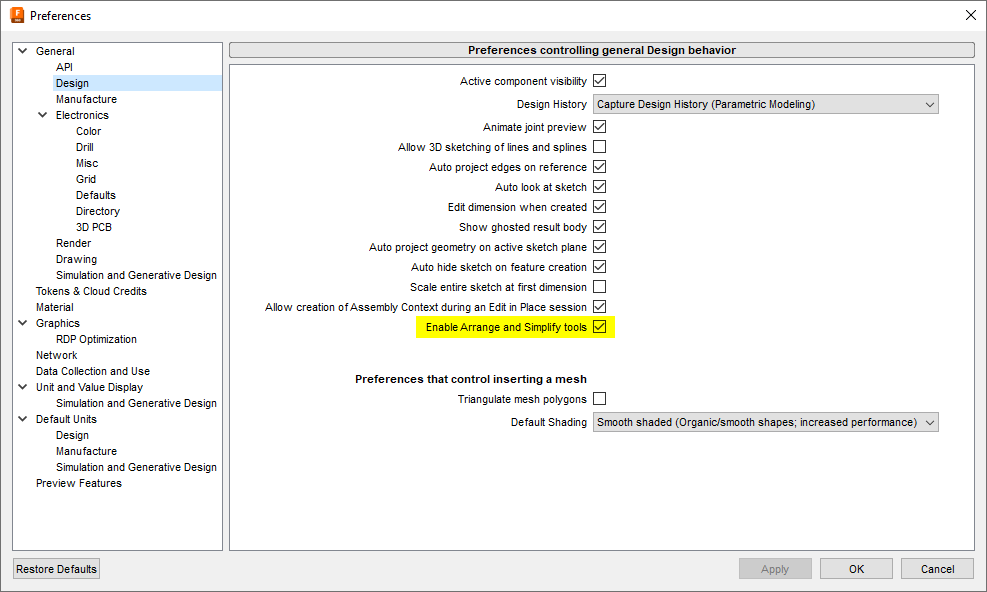 Preferences
General
API
Design
Manufacture
Electronics
Color
Drill
Misc
Grid
Defaults
Directory
3D PCB
Render
Drawing
Simulation and Generative Design
Tokens & Cloud Credits
Material
Graphics
RDP Optimization
Network
Data Collection and Use
Unit and Value Display
Simulation and Generative Design
Default Units
Design
Manufacture
Simulation and Generative Design
Preview Features
Preferences controlling general Design behavior
Active component visibility
Design History Capture Design History (Parametric Modeling)
Animate joint preview
Allow 3D sketching of lines and splines
Auto project edges on reference
Auto look at sketch
Edit dimension when created
Show ghosted result body
Auto project geometry on active sketch plane
Auto hide sketch on feature creation
Scale entire sketch at first dimension
Allow creation of Assembly Context during an Edit in Place session
Enable Arrange and Simplify tools
Preferences that control inserting a mesh
Triangulate mesh polygons
Default Shading Smooth shaded (Organic/smooth shapes; increased performance)
Restore Defaults Apply OK Cancel